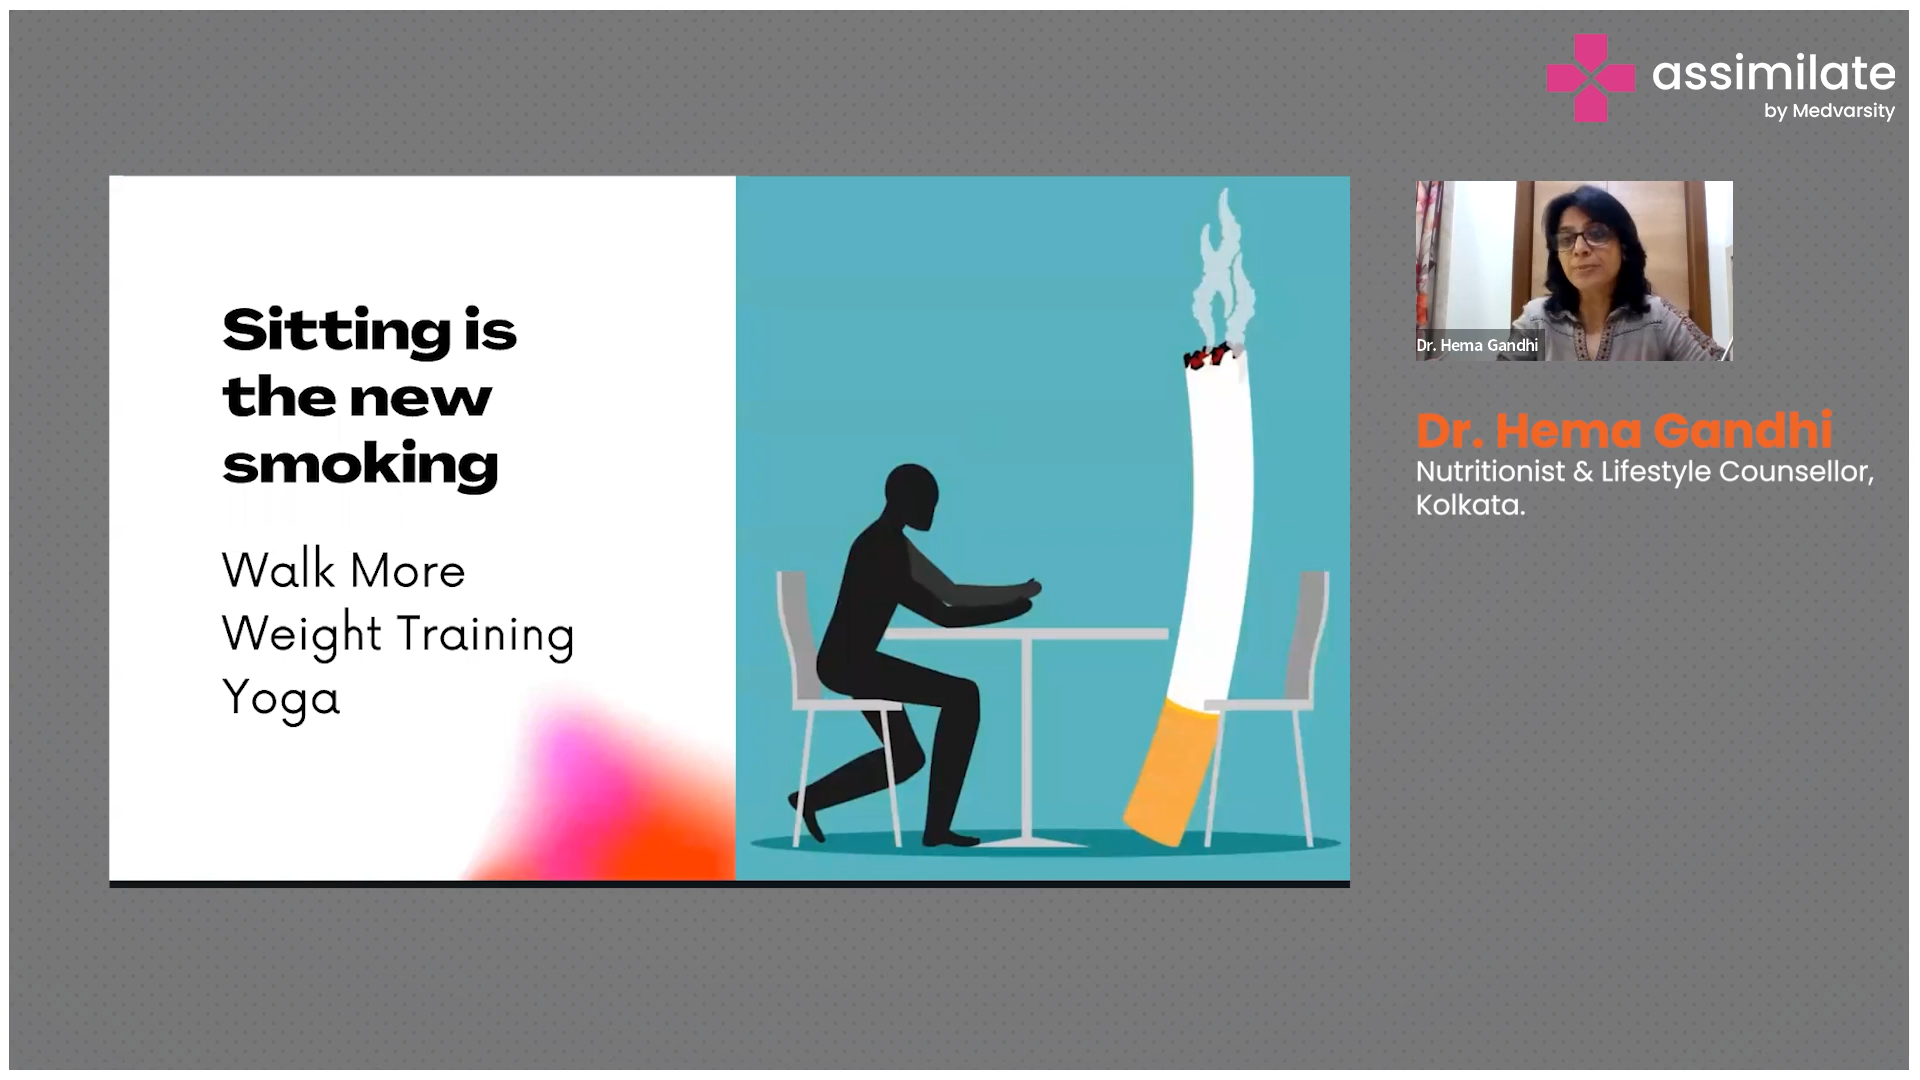 assimilate
by Medvarsity
Sitting is
the new
smoking
Walk More
Weight Training
Yoga
Dr. Hema Gandhi
Dr. Hema Gandhi
Nutritionist & Lifestyle Counsellor,
Kolkata.